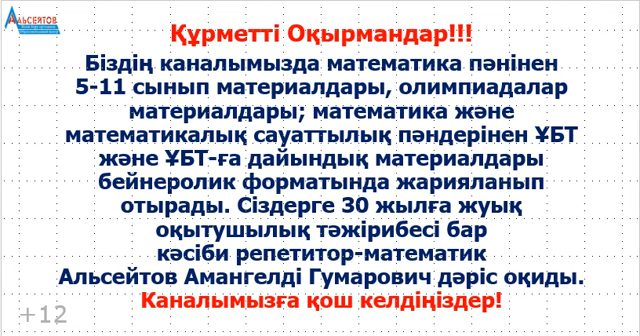 АЛЬСЕЙТОВ
Құрметті Оқырмандар!!!
Біздің каналымызда математика пәнінен
5-11 сынып материалдары, олимпиадалар
материалдары; математика және
математикалық сауаттылық пәндерінен ҰБТ
және ҰБТ-ға дайындық материалдары
бейнеролик форматында жарияланып
отырады. Сіздерге 30 жылға жуық
оқытушылық тәжірибесі бар
кәсіби репетитор-математик
Альсейтов Амангелді Гумарович дәріс оқиды.
Каналымызға қош келдіңіздер!
+12